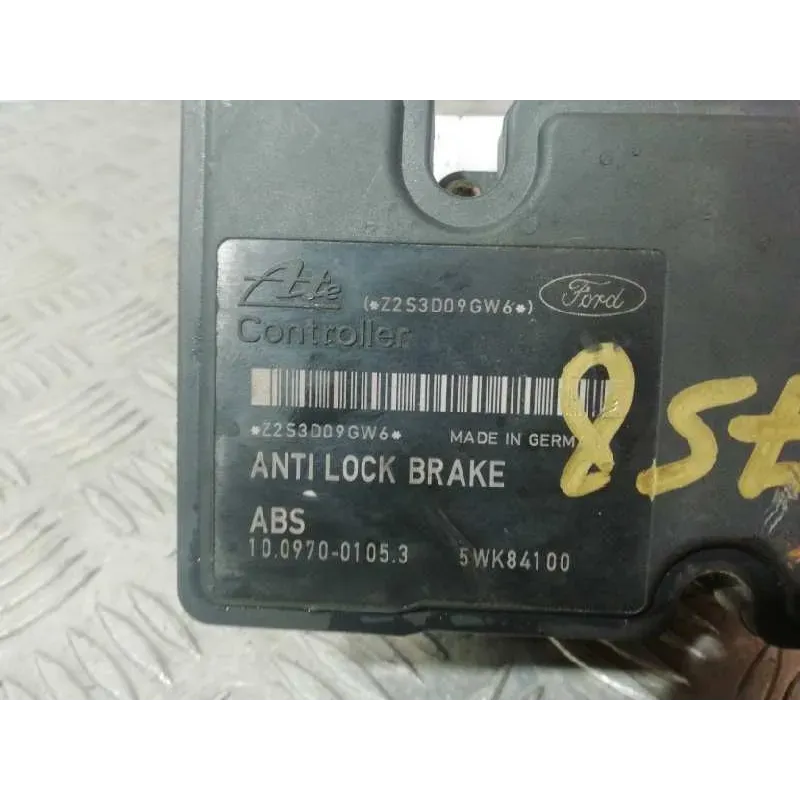 Ate (*Z2S3D09GW6*) Ford
Controller
*Z2S3D09GW6* MADE IN GERM
ANTI LOCK BRAKE
ABS
10.0970-0105.3 5WK84100